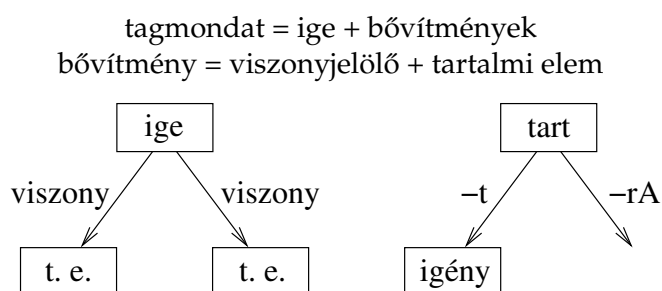 tagmondat = ige + bővítmények
bővítmény = viszonyjelölő + tartalmi elem
ige
tart
viszony
viszony
–t
–rA
t. e.
t. e.
igény